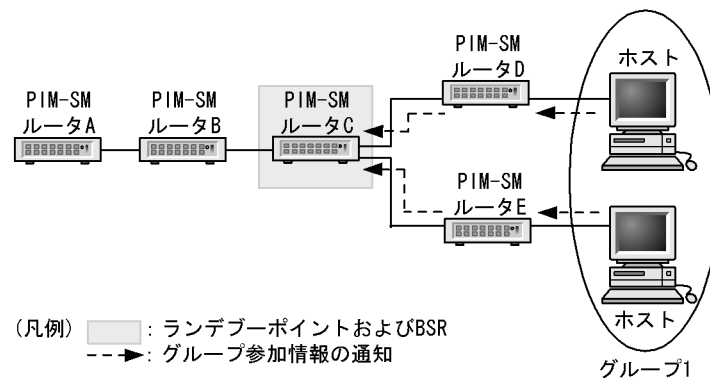 PIM-SM
ルータD
ホスト
PIM-SM
ルータA
PIM-SM
ルータB
PIM-SM
ルータC
PIM-SM
ルータE
ホスト
グループ1
(凡例)
：ランデブーポイントおよびBSR
：グループ参加情報の通知